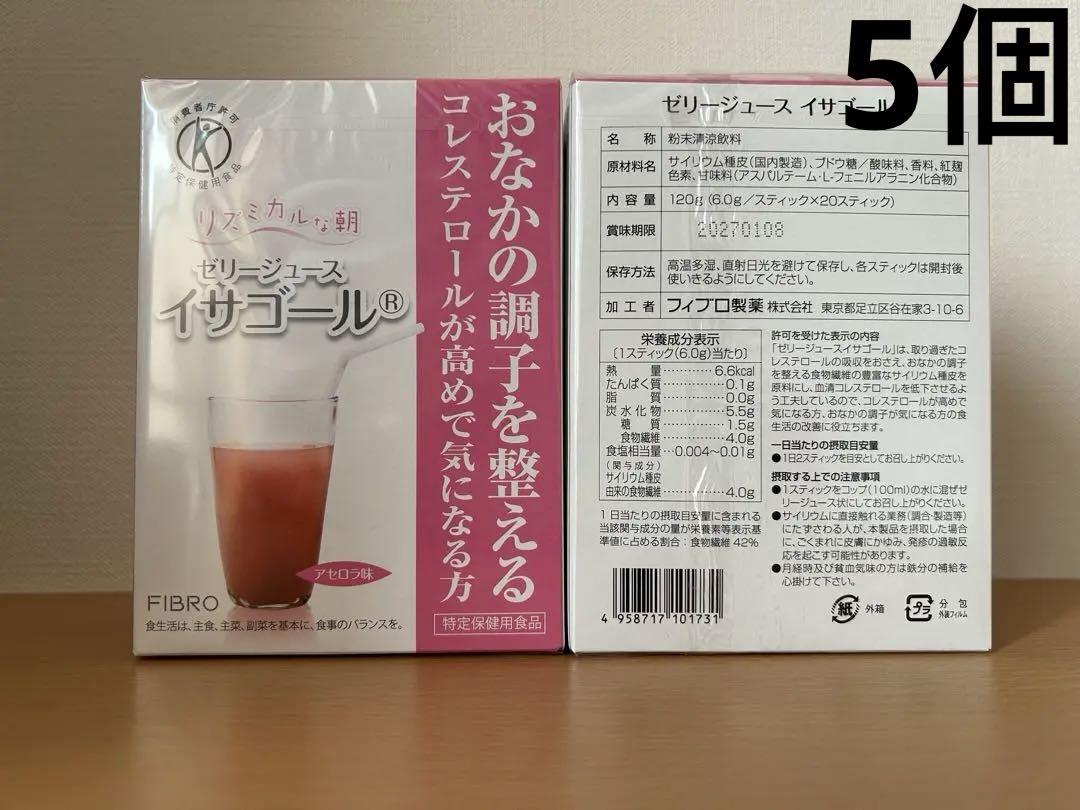 5個
消費者庁許可
特定保健用食品
リズミカルな朝
ゼリージュース
イサゴール®
おなかの調子を整える
コレステロールが高めで気になる方
アセロラ味
FIBRO
食生活は、主食、主菜、副菜を基本に、食事のバランスを。
特定保健用食品
ゼリージュース イサゴール
名 称 粉末清涼飲料
原材料名 サイリウム種皮(国内製造)、ブドウ糖/酸味料、香料、紅麹
色素、甘味料(アスパルテーム・L-フェニルアラニン化合物)
内容量 120g(6.0g/スティック×20スティック)
賞味期限 20270108
保存方法 高温多湿、直射日光を避けて保存し、各スティックは開封後
使いきるようにしてください。
加工者 フィブロ製薬株式会社 東京都足立区谷在家3-10-6
栄養成分表示
〔1スティック(6.0g)当たり〕
熱量…………6.6kcal
たんぱく質…………0.1g
脂質…………0.0g
炭水化物…………5.5g
糖質…………1.5g
食物繊維…………4.0g
食塩相当量…0.004~0.01g
(関与成分)
サイリウム種皮
由来の食物繊維…………4.0g
1日当たりの摂取目安量に含まれる
当該関与成分の量が栄養素等表示基
準値に占める割合:食物繊維 42%
4 958717 101731
許可を受けた表示の内容
「ゼリージュースイサゴール」は、取り過ぎたコ
レステロールの吸収をおさえ、おなかの調子
を整える食物繊維の豊富なサイリウム種皮を
原料にし、血清コレステロールを低下させるよ
う工夫しているので、コレステロールが高めで
気になる方、おなかの調子が気になる方の食
生活の改善に役立ちます。
一日当たりの摂取目安量
●1日2スティックを目安としてお召し上がりください。
摂取する上での注意事項
●1スティックをコップ(100ml)の水に混ぜゼ
リージュース状にしてお召し上がりください。
●サイリウムに直接触れる業務(調合・製造等)
にたずさわる人が、本製品を摂取した場合
に、ごくまれに皮膚にかゆみ、発疹の過敏反
応を起こす可能性があります。
●月経時及び貧血気味の方は鉄分の補給を
心掛けて下さい。
紙 外箱
プラ 分包
外装フィルム